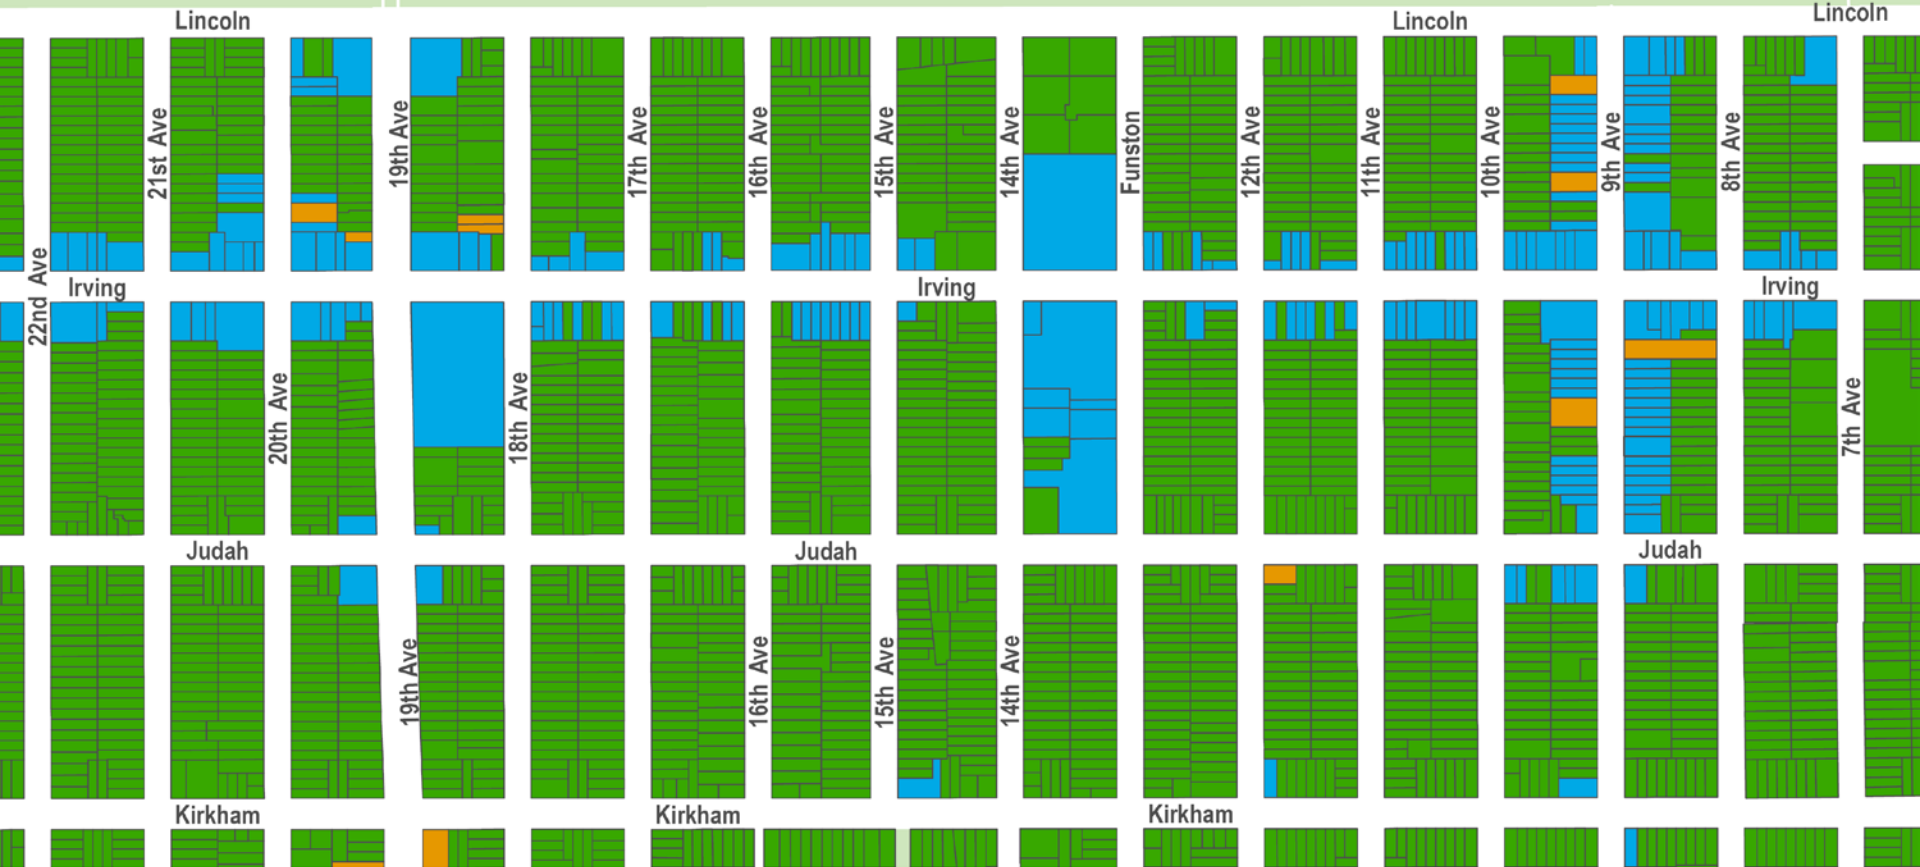 Lincoln
Lincoln
Lincoln
21st Ave
19th Ave
17th Ave
16th Ave
15th Ave
14th Ave
Funston
12th Ave
11th Ave
10th Ave
9th Ave
8th Ave
22nd Ave
Irving
Irving
Irving
20th Ave
18th Ave
7th Ave
Judah
Judah
Judah
19th Ave
16th Ave
15th Ave
14th Ave
Kirkham
Kirkham
Kirkham